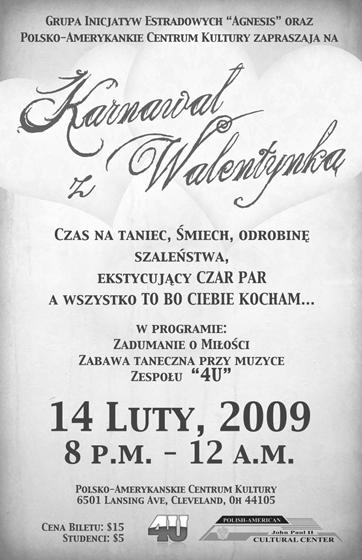 Grupa Inicjatyw Estradowych “Agnesis” oraz
Polsko-Amerykankie Centrum Kultury zapraszaja na
Karnawał
z Walentynką
Czas na taniec, Śmiech, odrobinę
szaleństwa,
ekstycujący CZAR PAR
a wszystko TO BO CIEBIE KOCHAM...
w programie:
Zadumanie o Miłości
Zabawa taneczna przy muzyce
Zespołu “4U”
14 Luty, 2009
8 p.m. - 12 a.m.
Polsko-Amerykanskie Centrum Kultury
6501 Lansing Ave, Cleveland, OH 44105
Cena Biletu: $15
Studenci: $5
4U
POLISH-AMERICAN
John Paul II
CULTURAL CENTER